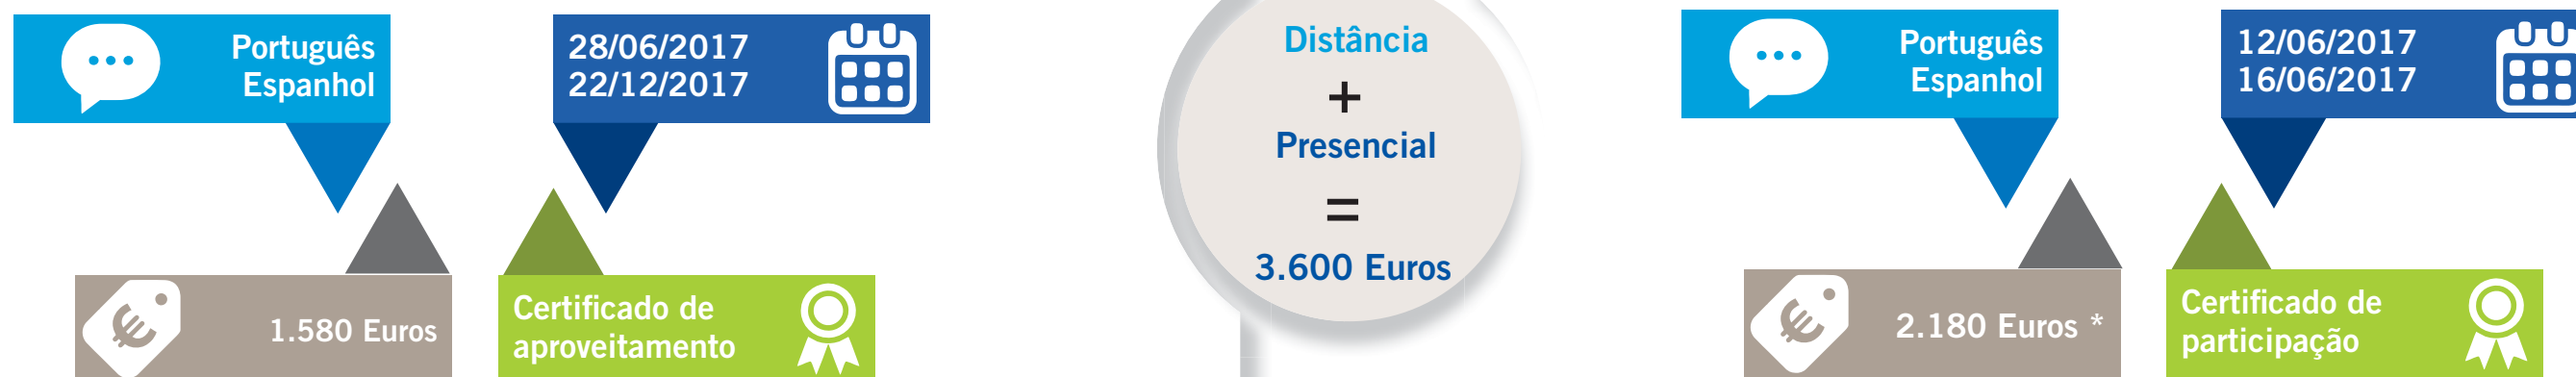 Português
Espanhol
28/06/2017
22/12/2017
1.580 Euros
Certificado de
aproveitamento
Distância
+
Presencial
=
3.600 Euros
Português
Espanhol
12/06/2017
16/06/2017
2.180 Euros *
Certificado de
participação